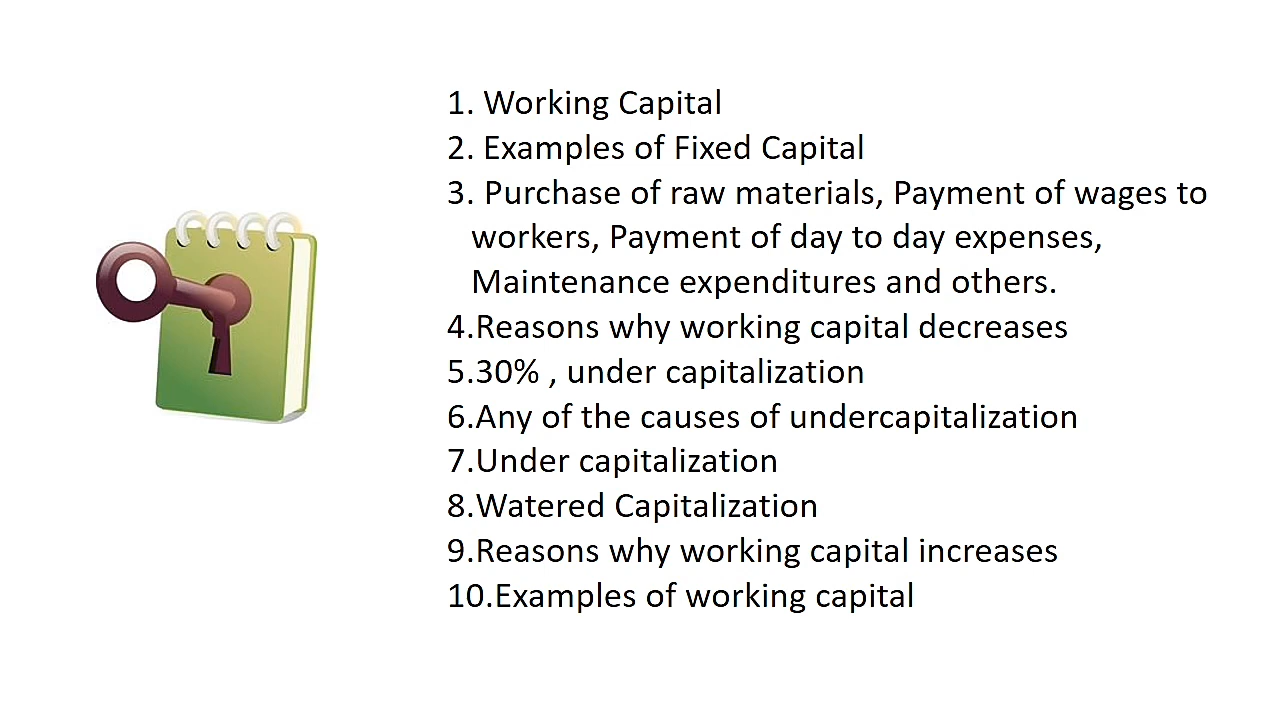 1. Working Capital
2. Examples of Fixed Capital
3. Purchase of raw materials, Payment of wages to
workers, Payment of day to day expenses,
Maintenance expenditures and others.
4.Reasons why working capital decreases
5.30% , under capitalization
6.Any of the causes of undercapitalization
7.Under capitalization
8.Watered Capitalization
9.Reasons why working capital increases
10.Examples of working capital